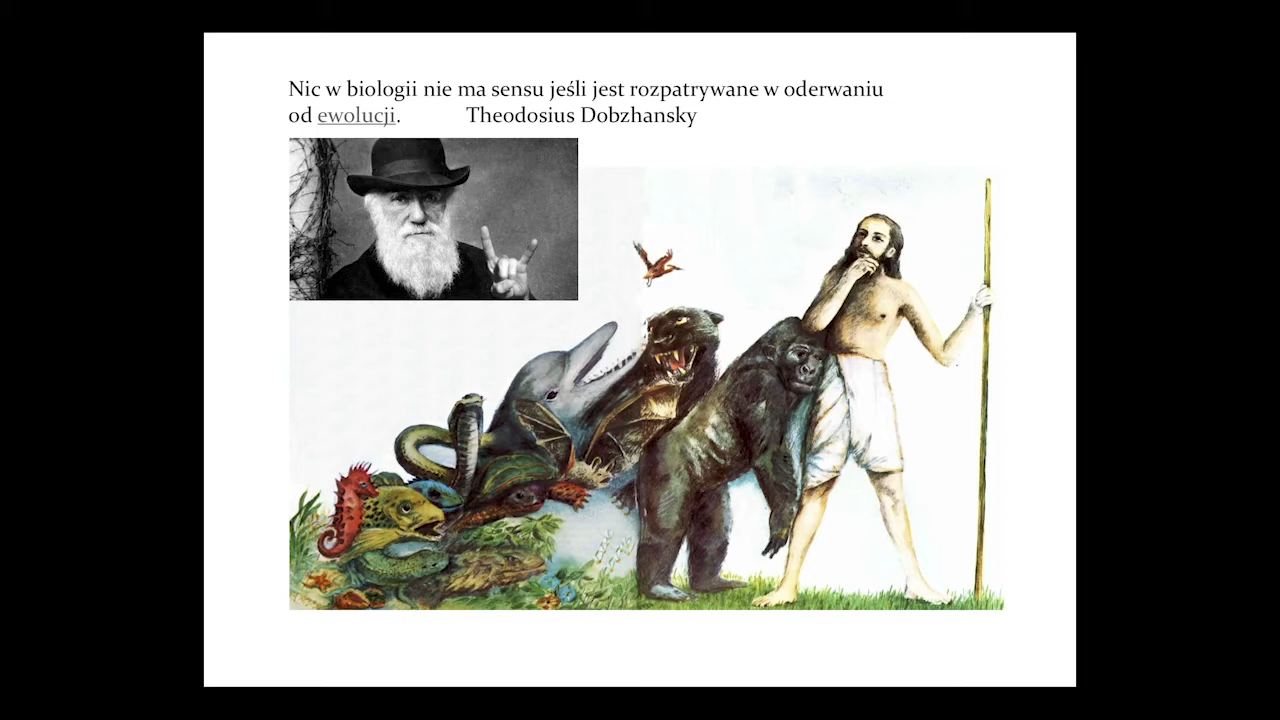 Nic w biologii nie ma sensu jeśli jest rozpatrywane w oderwaniu
od ewolucji. Theodosius Dobzhansky